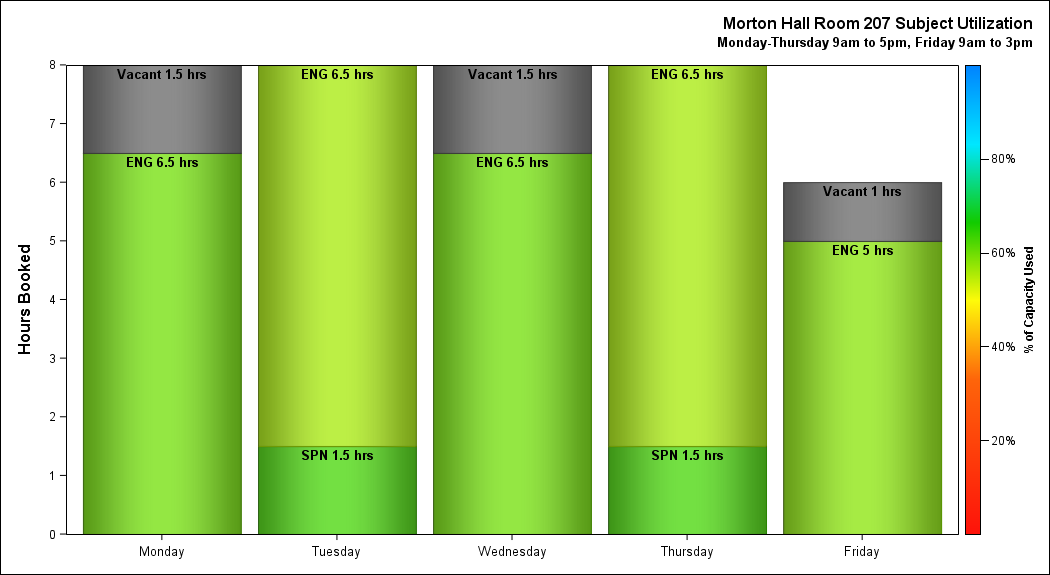 Morton Hall Room 207 Subject Utilization
Monday-Thursday 9am to 5pm, Friday 9am to 3pm
Hours Booked
8
7
6
5
4
3
2
1
0
Vacant 1.5 hrs
ENG 6.5 hrs
ENG 6.5 hrs
SPN 1.5 hrs
Vacant 1.5 hrs
ENG 6.5 hrs
ENG 6.5 hrs
SPN 1.5 hrs
Vacant 1 hrs
ENG 5 hrs
Monday
Tuesday
Wednesday
Thursday
Friday
80%
60%
40%
20%
% of Capacity Used